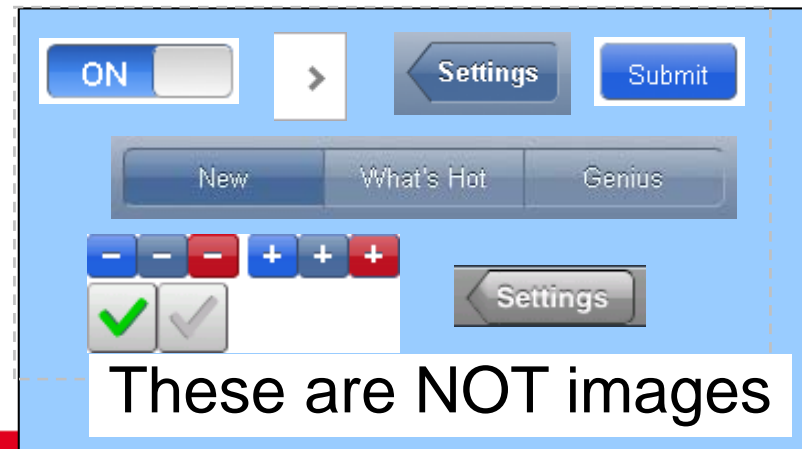 ON > Settings Submit
New What's Hot Genius
- - - + + +
Settings
These are NOT images